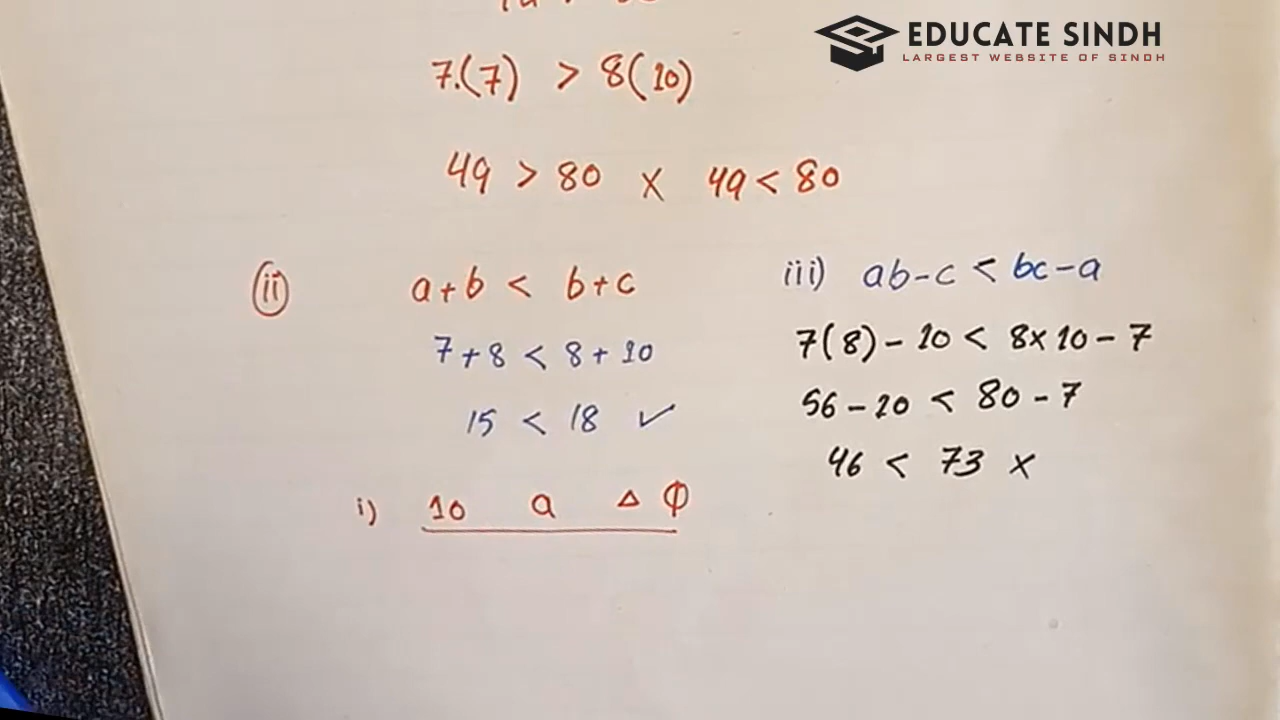 EDUCATE SINDH
LARGEST WEBSITE OF SINDH
7.(7) > 8(10)
49 > 80 x 49 < 80
(ii) a+b < b+c
7+8 < 8+10
15 < 18 ✓
iii) ab-c < bc-a
7(8) - 10 < 8x10 - 7
56 - 10 < 80 - 7
46 < 73 x
i) 10 a △ φ